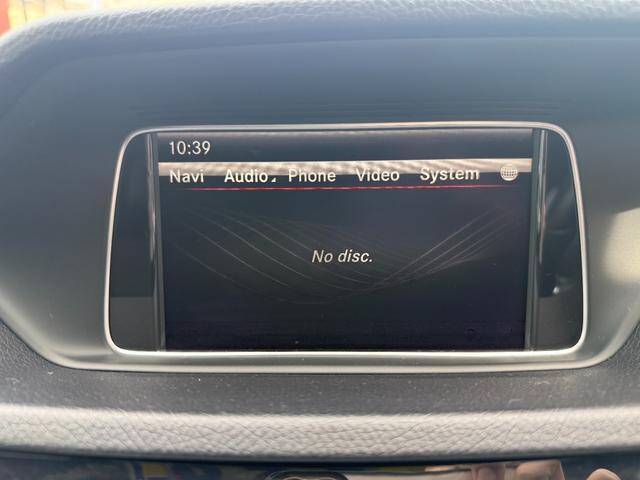 10:39
Navi Audio Phone Video System
No disc.